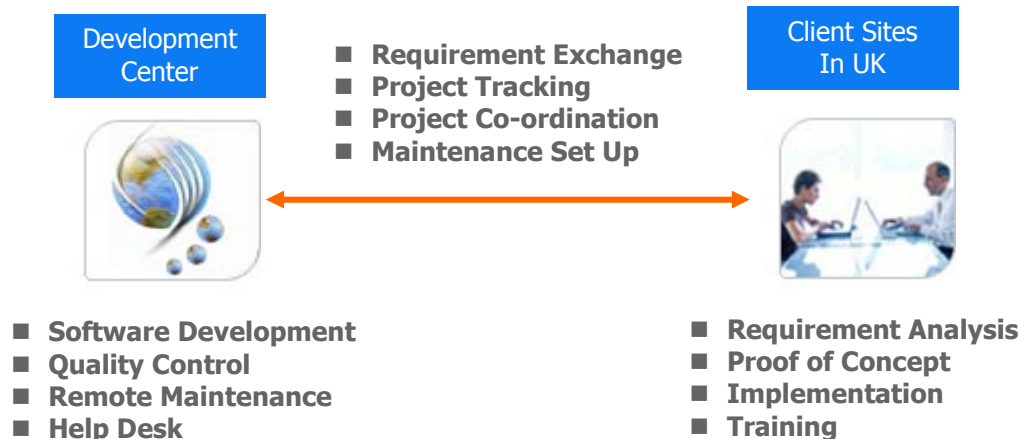 Development
Center
■ Requirement Exchange
■ Project Tracking
■ Project Co-ordination
■ Maintenance Set Up
Client Sites
In UK
■ Software Development
■ Quality Control
■ Remote Maintenance
■ Help Desk
■ Requirement Analysis
■ Proof of Concept
■ Implementation
■ Training